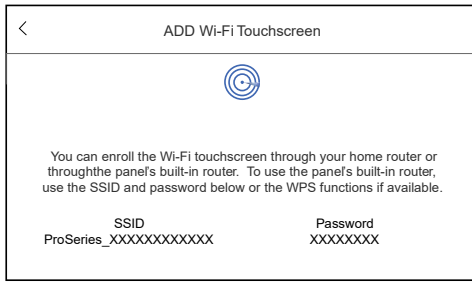 ADD Wi-Fi Touchscreen
You can enroll the Wi-Fi touchscreen through your home router or
throughthe panel's built-in router. To use the panel's built-in router,
use the SSID and password below or the WPS functions if available.
SSID Password
ProSeries_XXXXXXXXXXXX XXXXXXXX